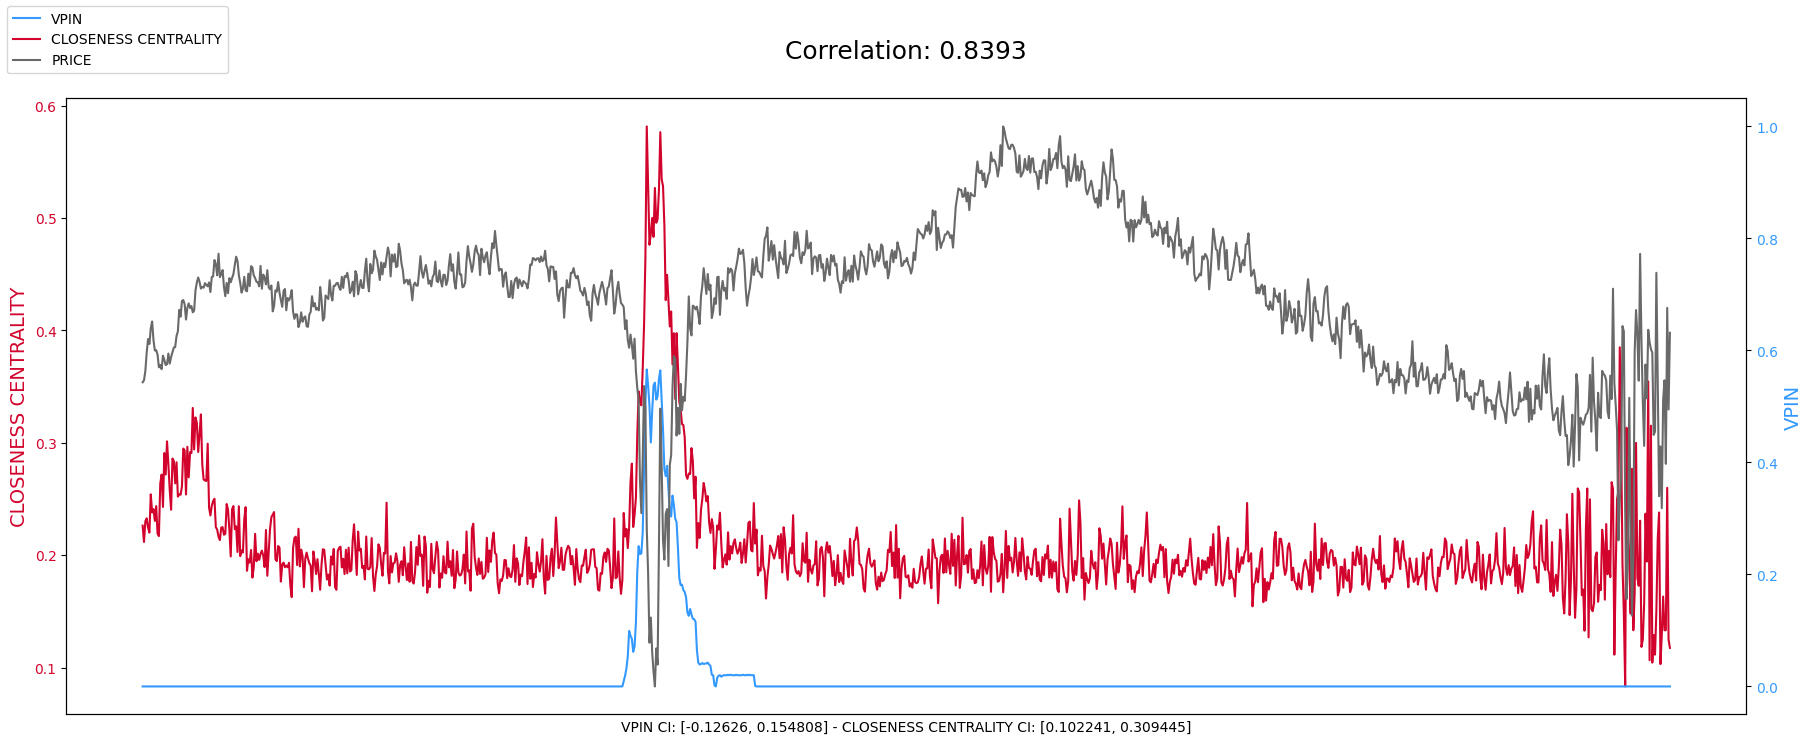 VPIN
CLOSENESS CENTRALITY
PRICE
Correlation: 0.8393
CLOSENESS CENTRALITY
0.6
0.5
0.4
0.3
0.2
0.1
1.0
0.8
0.6
0.4
0.2
0.0
VPIN
VPIN CI: [-0.12626, 0.154808] - CLOSENESS CENTRALITY CI: [0.102241, 0.309445]